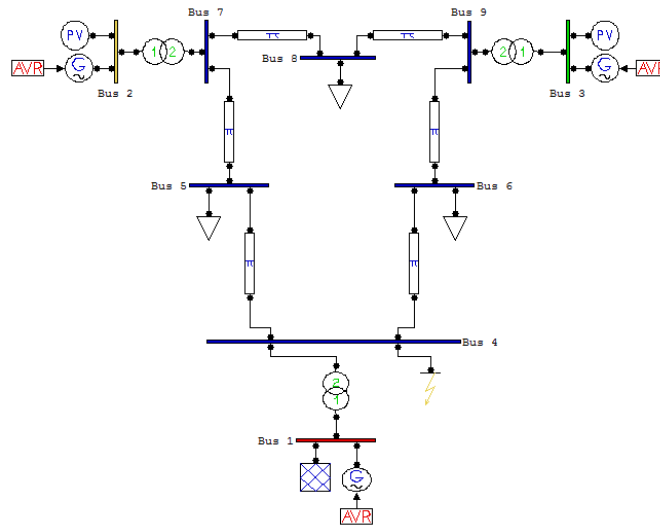 Bus 7
Bus 9
π
π
PV
1 2
Bus 8
2 1
PV
AVR
G
Bus 2
Bus 3
G
AVR
π
π
Bus 5
Bus 6
π
π
Bus 4
2
1
Bus 1
G
AVR